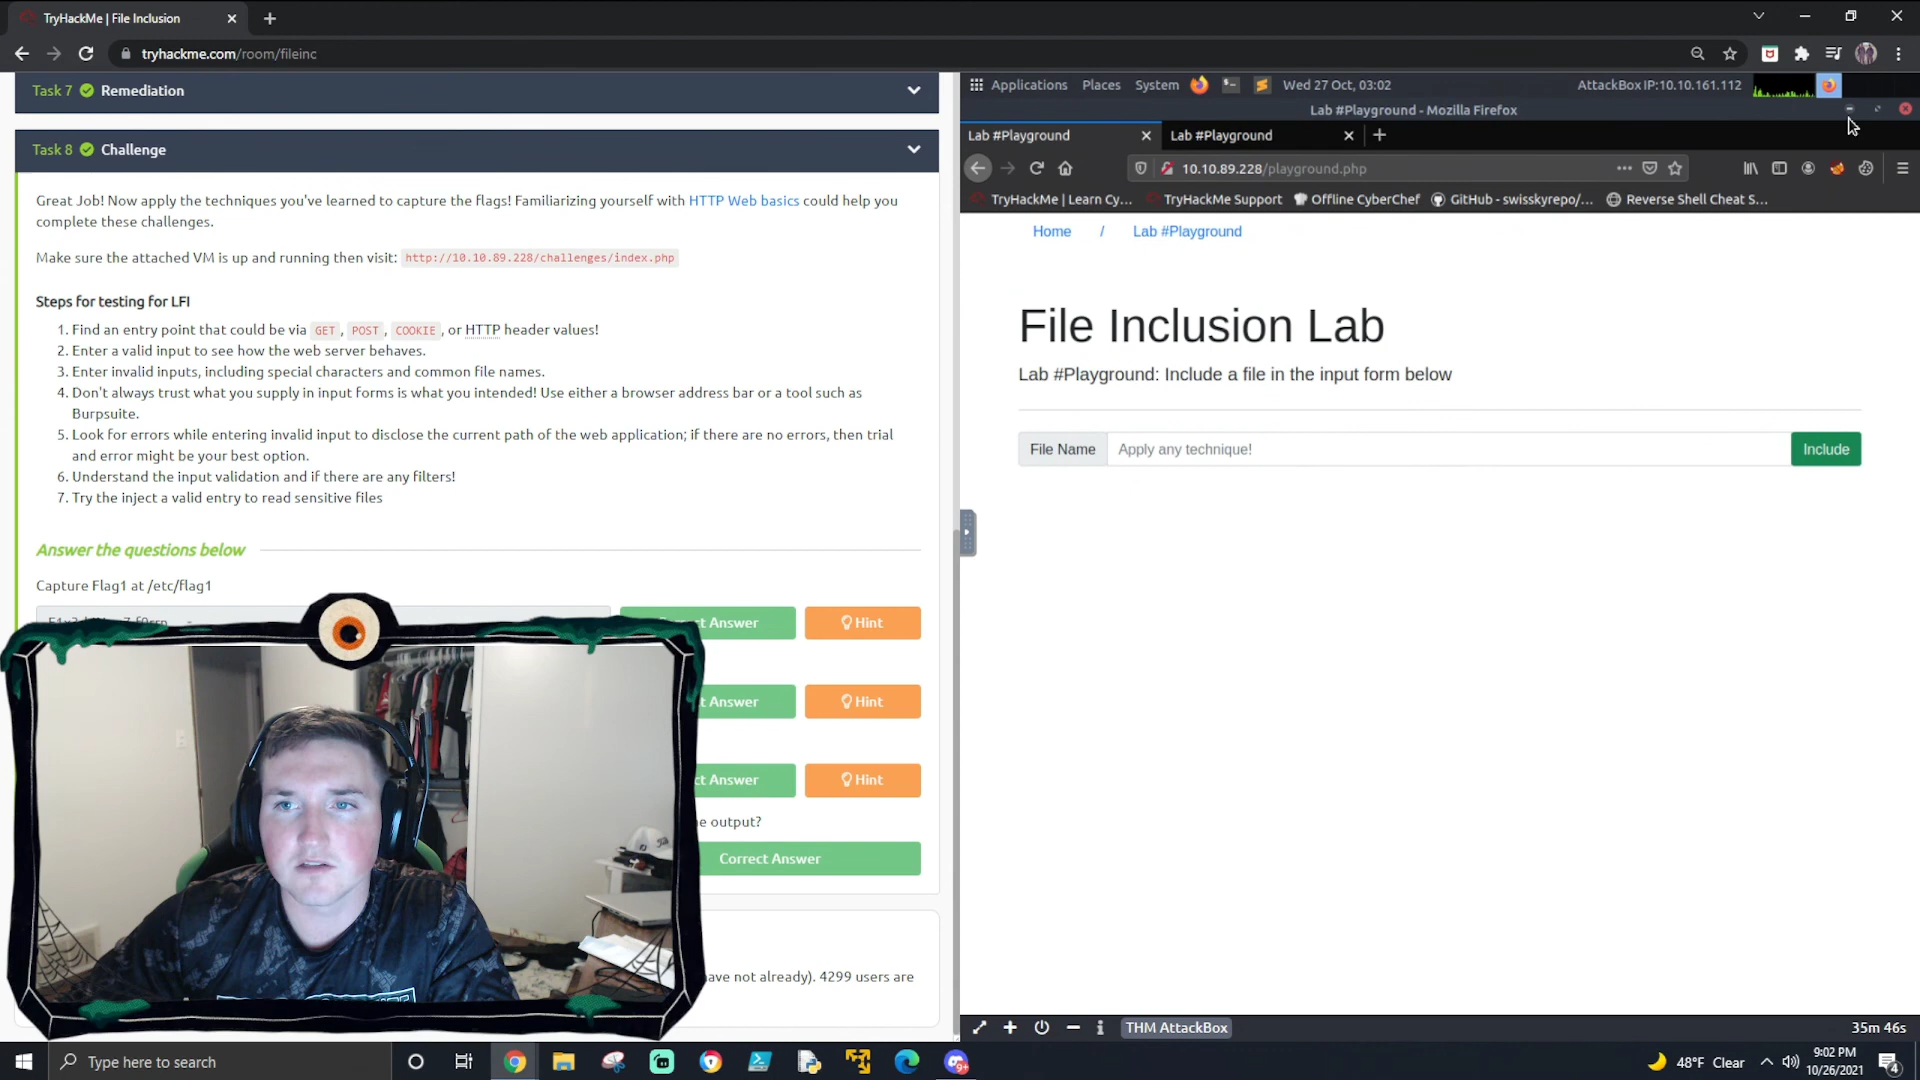 TryHackMe | File Inclusion
tryhackme.com/room/fileinc
Task 7 Remediation
Task 8 Challenge
Great Job! Now apply the techniques you've learned to capture the flags! Familiarizing yourself with HTTP Web basics could help you
complete these challenges.
Make sure the attached VM is up and running then visit: http://10.10.89.228/challenges/index.php
Steps for testing for LFI
1. Find an entry point that could be via GET, POST, COOKIE, or HTTP header values!
2. Enter a valid input to see how the web server behaves.
3. Enter invalid inputs, including special characters and common file names.
4. Don't always trust what you supply in input forms is what you intended! Use either a browser address bar or a tool such as
Burpsuite.
5. Look for errors while entering invalid input to disclose the current path of the web application; if there are no errors, then trial
and error might be your best option.
6. Understand the input validation and if there are any filters!
7. Try the inject a valid entry to read sensitive files
Answer the questions below
Capture Flag1 at /etc/flag1
ct Answer Hint
ct Answer Hint
ct Answer Hint
e output?
Correct Answer
have not already). 4299 users are
Applications Places System Wed 27 Oct, 03:02 AttackBox IP:10.10.161.112
Lab #Playground - Mozilla Firefox
Lab #Playground Lab #Playground
10.10.89.228/playground.php
TryHackMe | Learn Cy... TryHackMe Support Offline CyberChef GitHub - swisskyrepo/... Reverse Shell Cheat S...
Home / Lab #Playground
File Inclusion Lab
Lab #Playground: Include a file in the input form below
File Name Apply any technique! Include
THM AttackBox 35m 46s
Type here to search
9+
48°F Clear
9:02 PM
10/26/2021
4